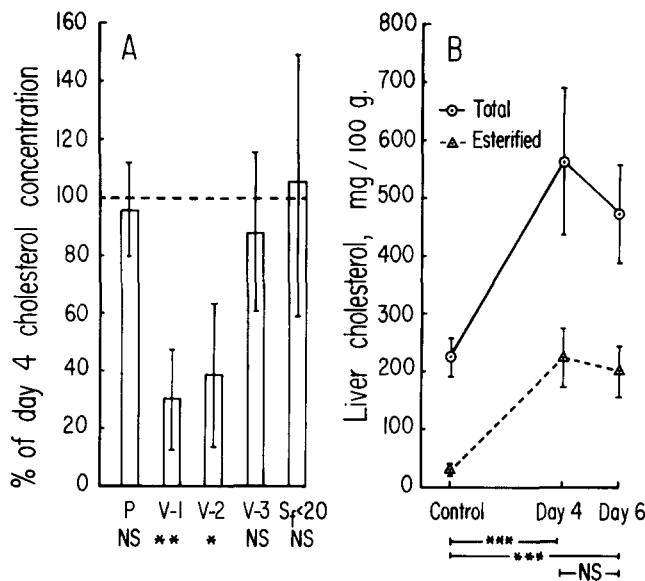 A
% of day 4 cholesterol concentration
160
140
120
100
80
60
40
20
0
P V-1 V-2 V-3 Sf<20
NS ** * NS NS
B
Liver cholesterol, mg/100 g.
800
700
600
500
400
300
200
100
0
Total
Esterified
Control Day 4 Day 6
***
***
NS